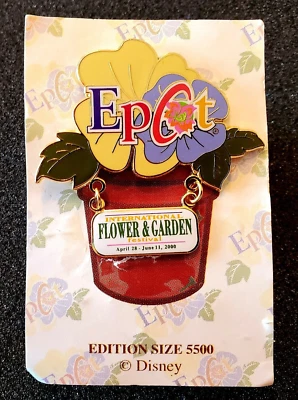 EpCot
INTERNATIONAL
FLOWER & GARDEN
festival
April 28 - June 11, 2000
EDITION SIZE 5500
© Disney